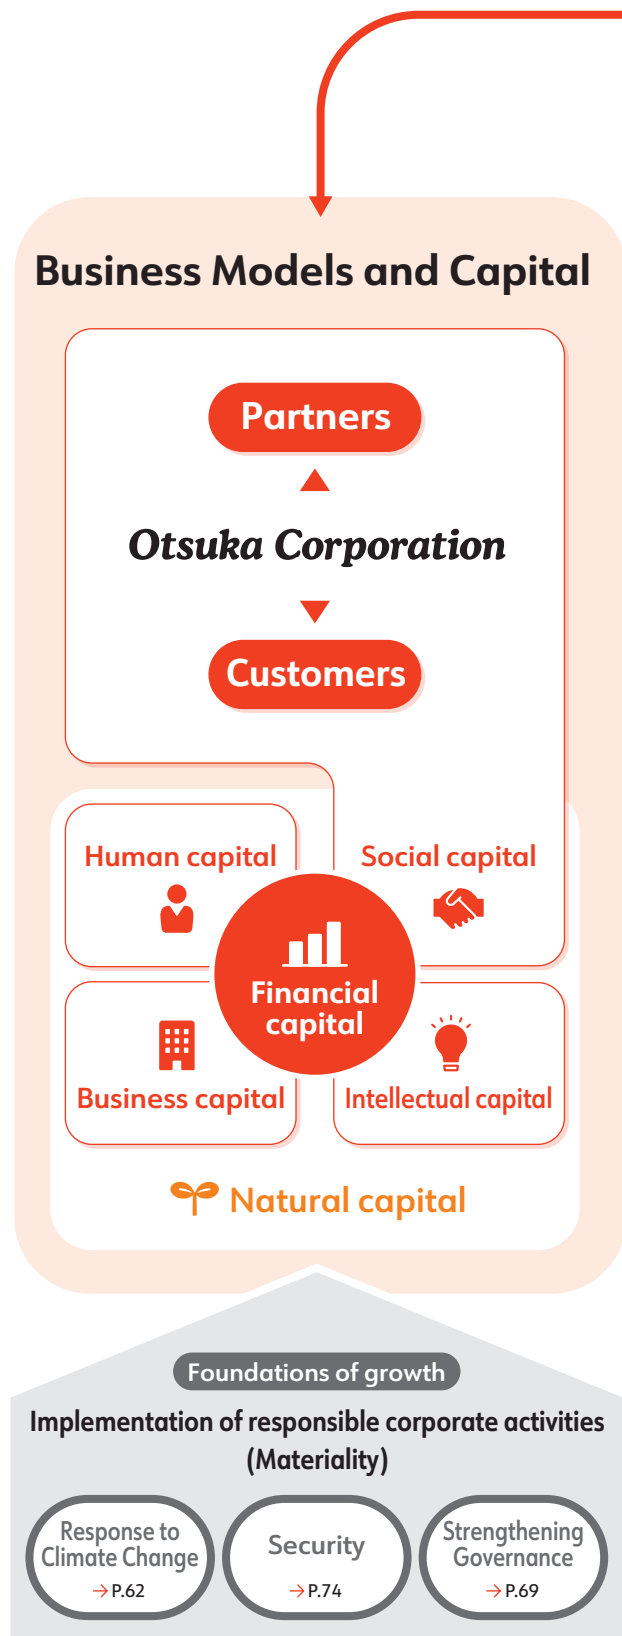 Business Models and Capital
Partners
Otsuka Corporation
Customers
Human capital
Social capital
Financial
capital
Business capital
Intellectual capital
Natural capital
Foundations of growth
Implementation of responsible corporate activities
(Materiality)
Response to
Climate Change
→ P.62
Security
→ P.74
Strengthening
Governance
→ P.69